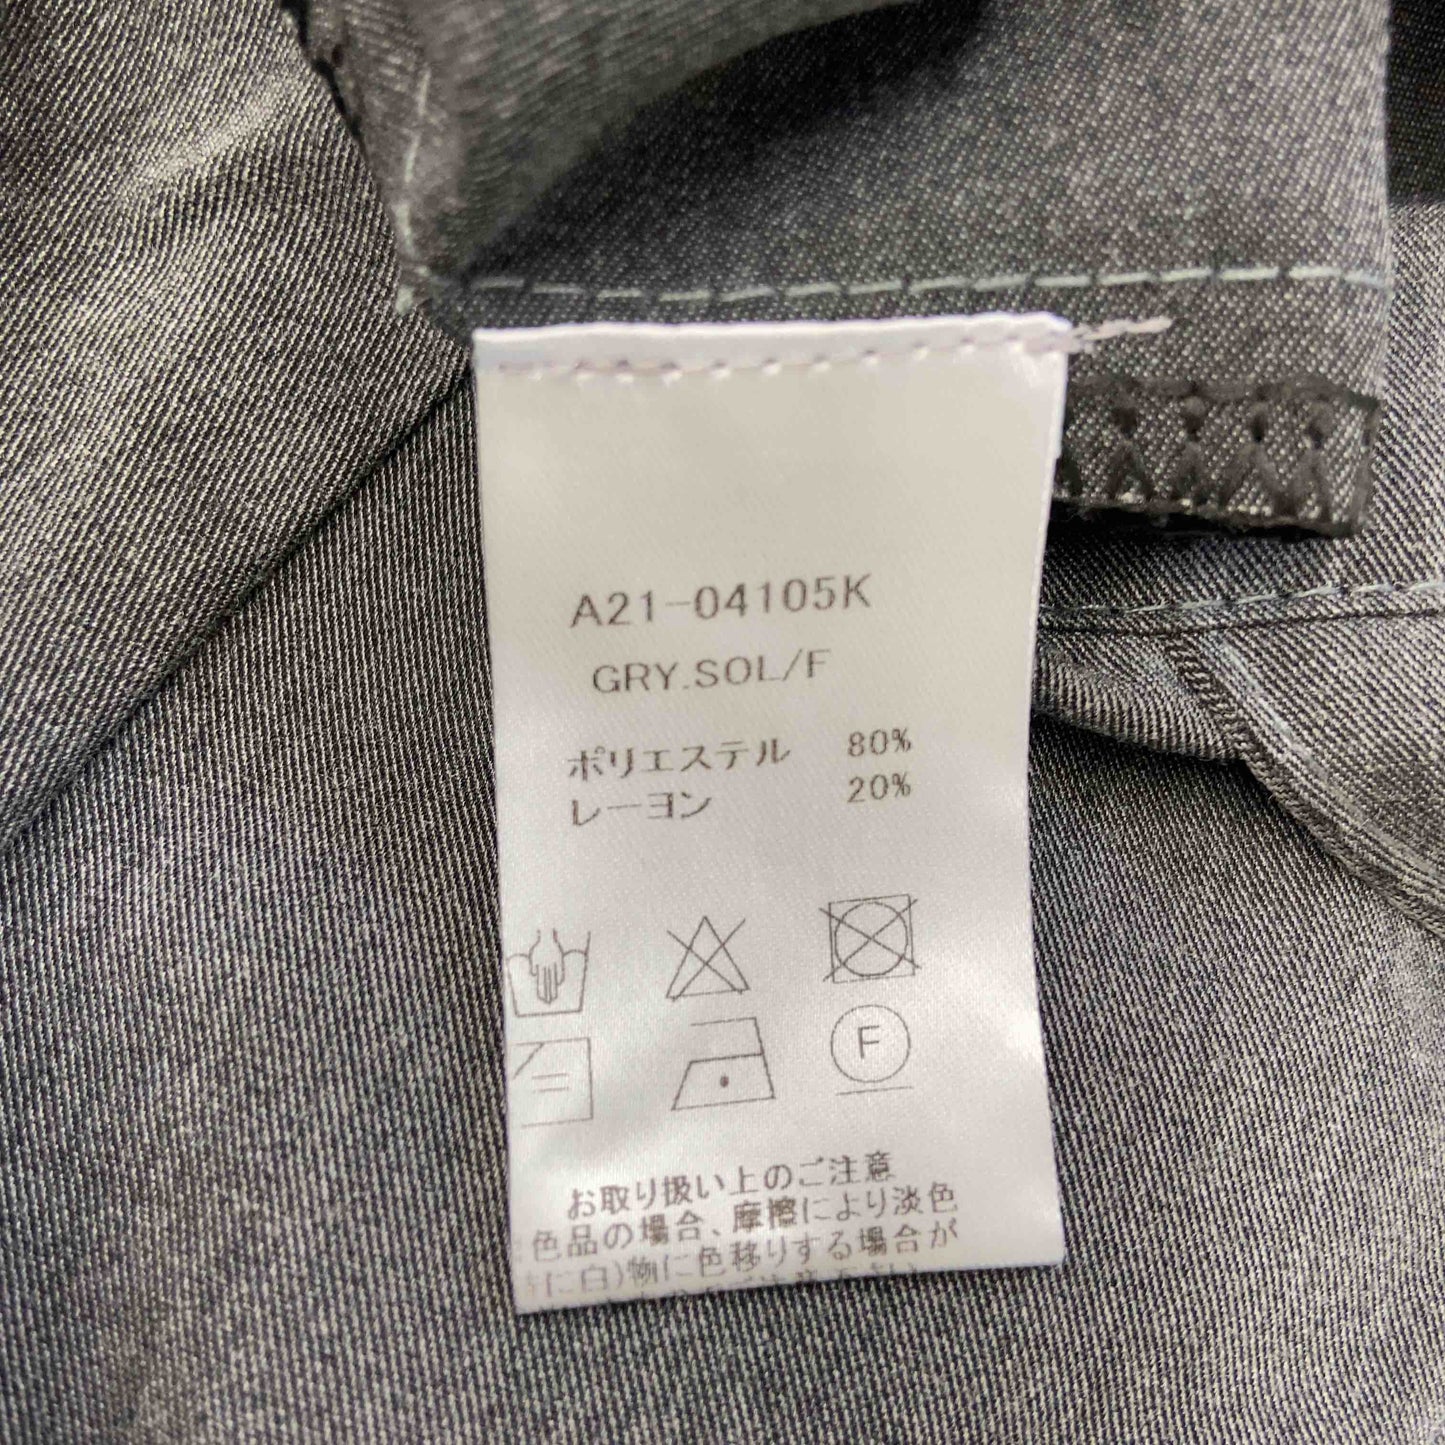 A21-04105K
GRY.SOL/F
ポリエステル 80%
レーヨン 20%
F
お取り扱い上のご注意
色品の場合、摩擦により淡色
に白)物に色移りする場合が